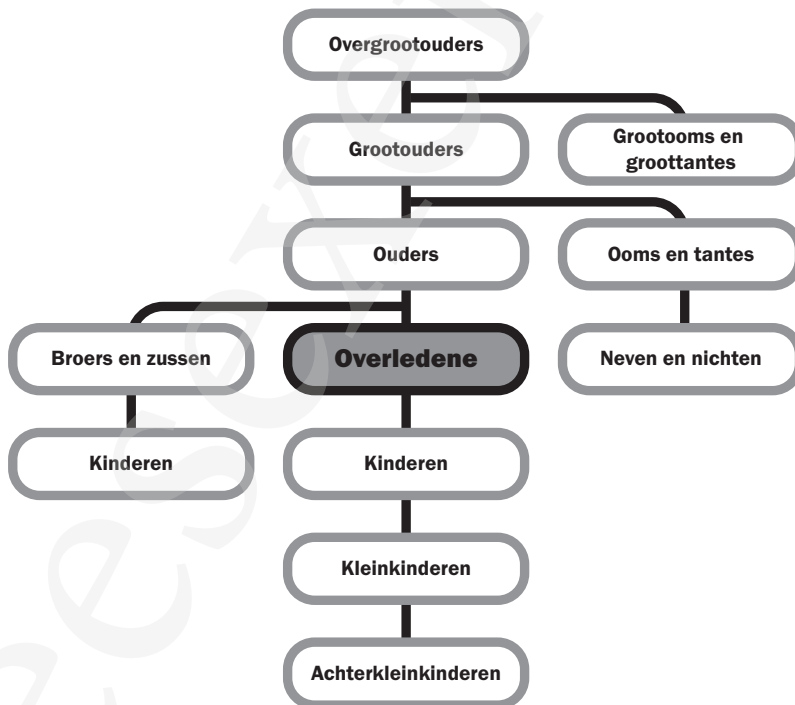 Overgrootouders
Grootouders
Grootooms en
groottantes
Ouders
Ooms en tantes
Broers en zussen
Overledene
Neven en nichten
Kinderen
Kinderen
Kleinkinderen
Achterkleinkinderen